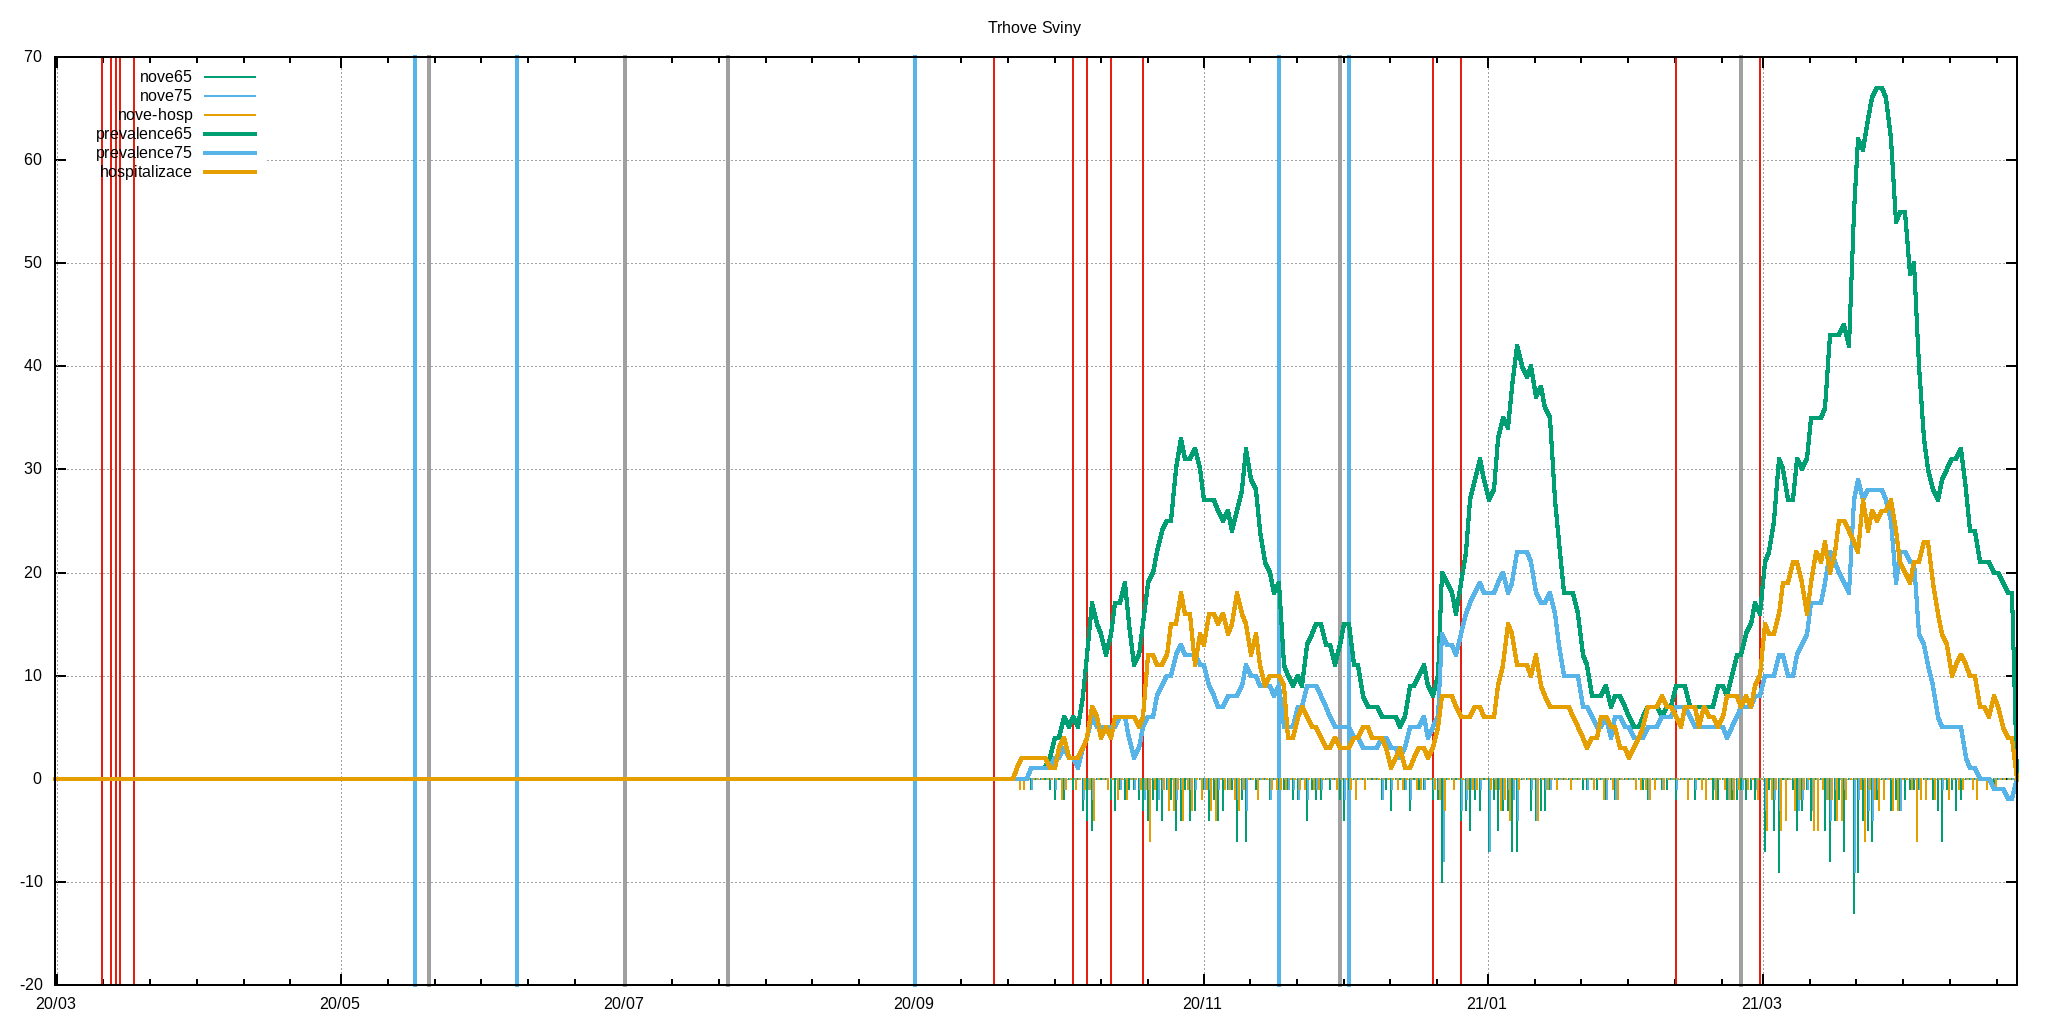 Trhove Sviny
70
60
50
40
30
20
10
0
-10
-20
nove65
nove75
nove-hosp
prevalence65
prevalence75
hospitalizace
20/03 20/05 20/07 20/09 20/11 21/01 21/03